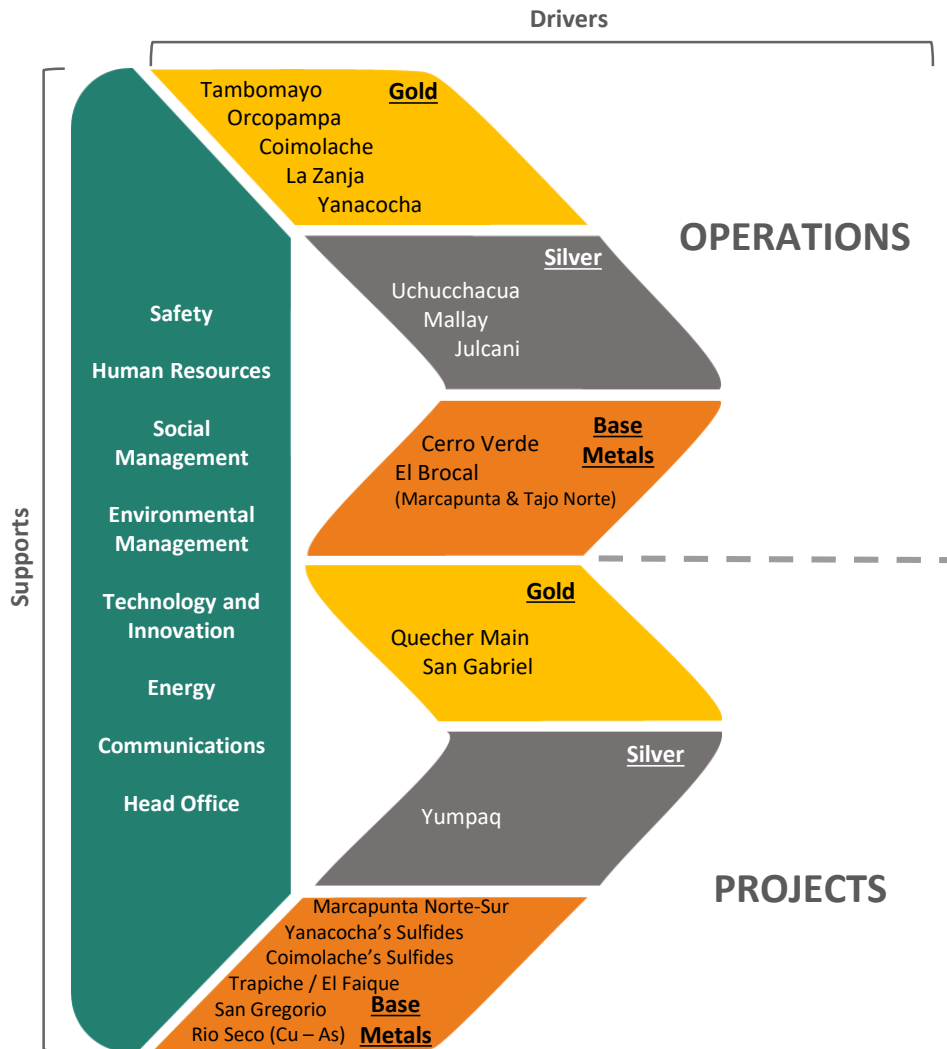 Drivers
Supports
Safety
Human Resources
Social
Management
Environmental
Management
Technology and
Innovation
Energy
Communications
Head Office
Gold
Tambomayo
Orcopampa
Coimolache
La Zanja
Yanacocha
OPERATIONS
Silver
Uchucchacua
Mallay
Julcani
Base
Metals
Cerro Verde
El Brocal
(Marcapunta & Tajo Norte)
Gold
Quecher Main
San Gabriel
Silver
Yumpaq
PROJECTS
Marcapunta Norte-Sur
Yanacocha’s Sulfides
Coimolache’s Sulfides
Trapiche / El Faique
San Gregorio
Rio Seco (Cu – As)
Base
Metals